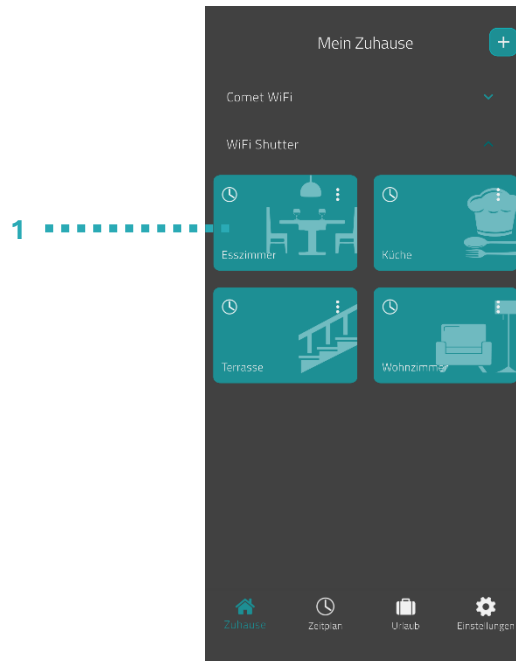 Mein Zuhause
+
Comet WiFi
WiFi Shutter
1
Esszimmer
Küche
Terrasse
Wohnzimmer
Zuhause
Zeitplan
Urlaub
Einstellungen